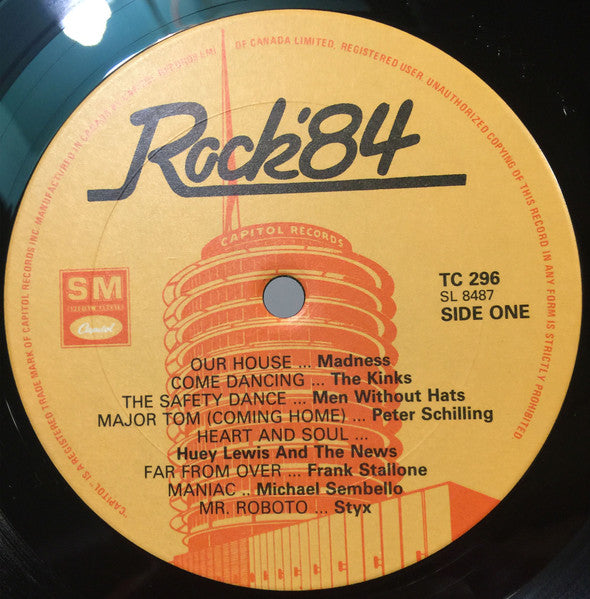 Rock '84
CAPITOL RECORDS
SM
SPECIAL MARKETS
Capitol
TC 296
SL 8487
SIDE ONE
OUR HOUSE ... Madness
COME DANCING ... The Kinks
THE SAFETY DANCE ... Men Without Hats
MAJOR TOM (COMING HOME) ... Peter Schilling
HEART AND SOUL ...
Huey Lewis And The News
FAR FROM OVER ... Frank Stallone
MANIAC .. Michael Sembello
MR. ROBOTO ... Styx
"CAPITOL" IS A REGISTERED TRADE MARK OF CAPITOL RECORDS INC. MANUFACTURED IN CANADA OF CANADA LIMITED, REGISTERED USER. UNAUTHORIZED COPYING OF THIS RECORD IN ANY FORM IS STRICTLY PROHIBITED